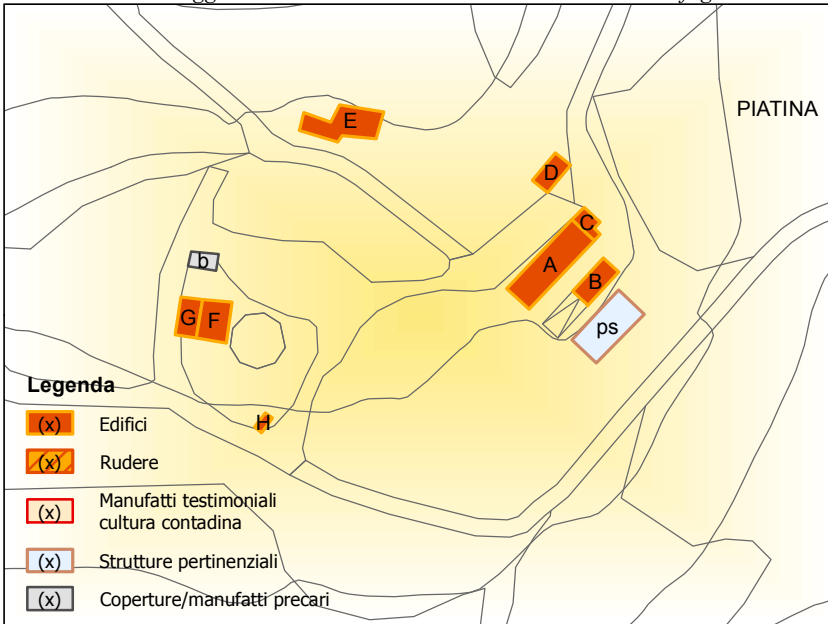 PIATINA
E
D
C
A
B
b
ps
G F
H
Legenda
(x) Edifici
(x) Rudere
(x) Manufatti testimoniali
cultura contadina
(x) Strutture pertinenziali
(x) Coperture/manufatti precari